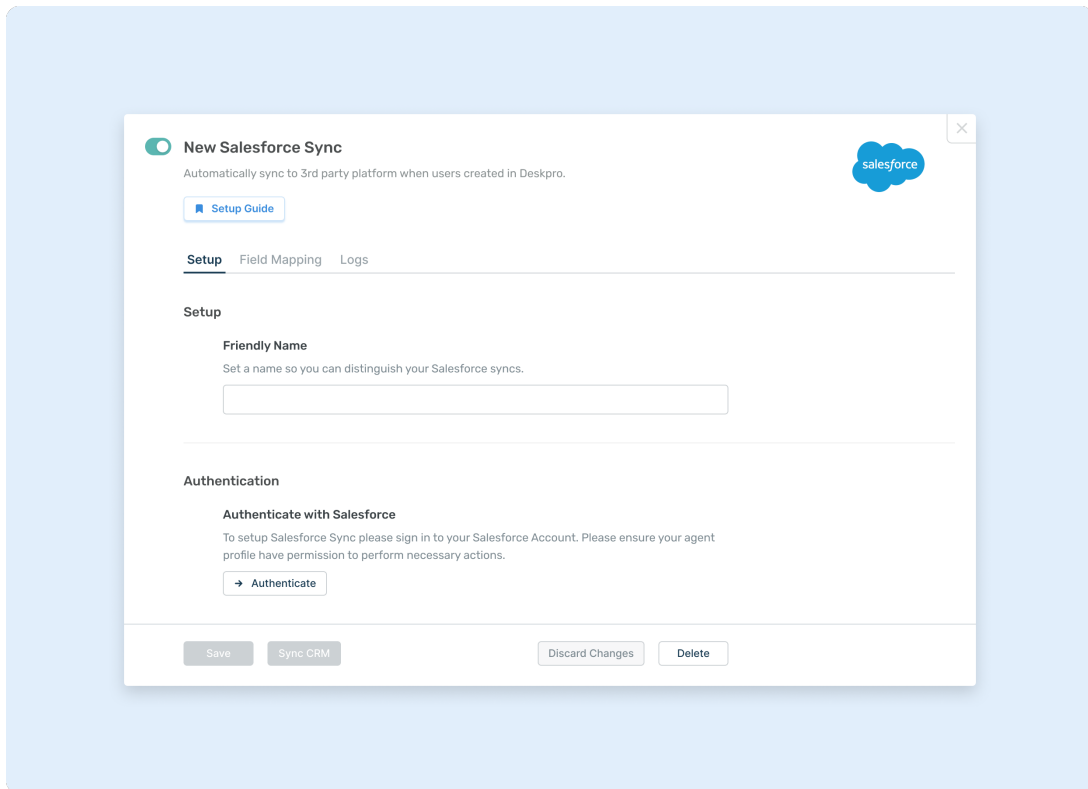 New Salesforce Sync
salesforce
Automatically sync to 3rd party platform when users created in Deskpro.
Setup Guide
Setup Field Mapping Logs
Setup
Friendly Name
Set a name so you can distinguish your Salesforce syncs.
Authentication
Authenticate with Salesforce
To setup Salesforce Sync please sign in to your Salesforce Account. Please ensure your agent
profile have permission to perform necessary actions.
Authenticate
Save Sync CRM Discard Changes Delete